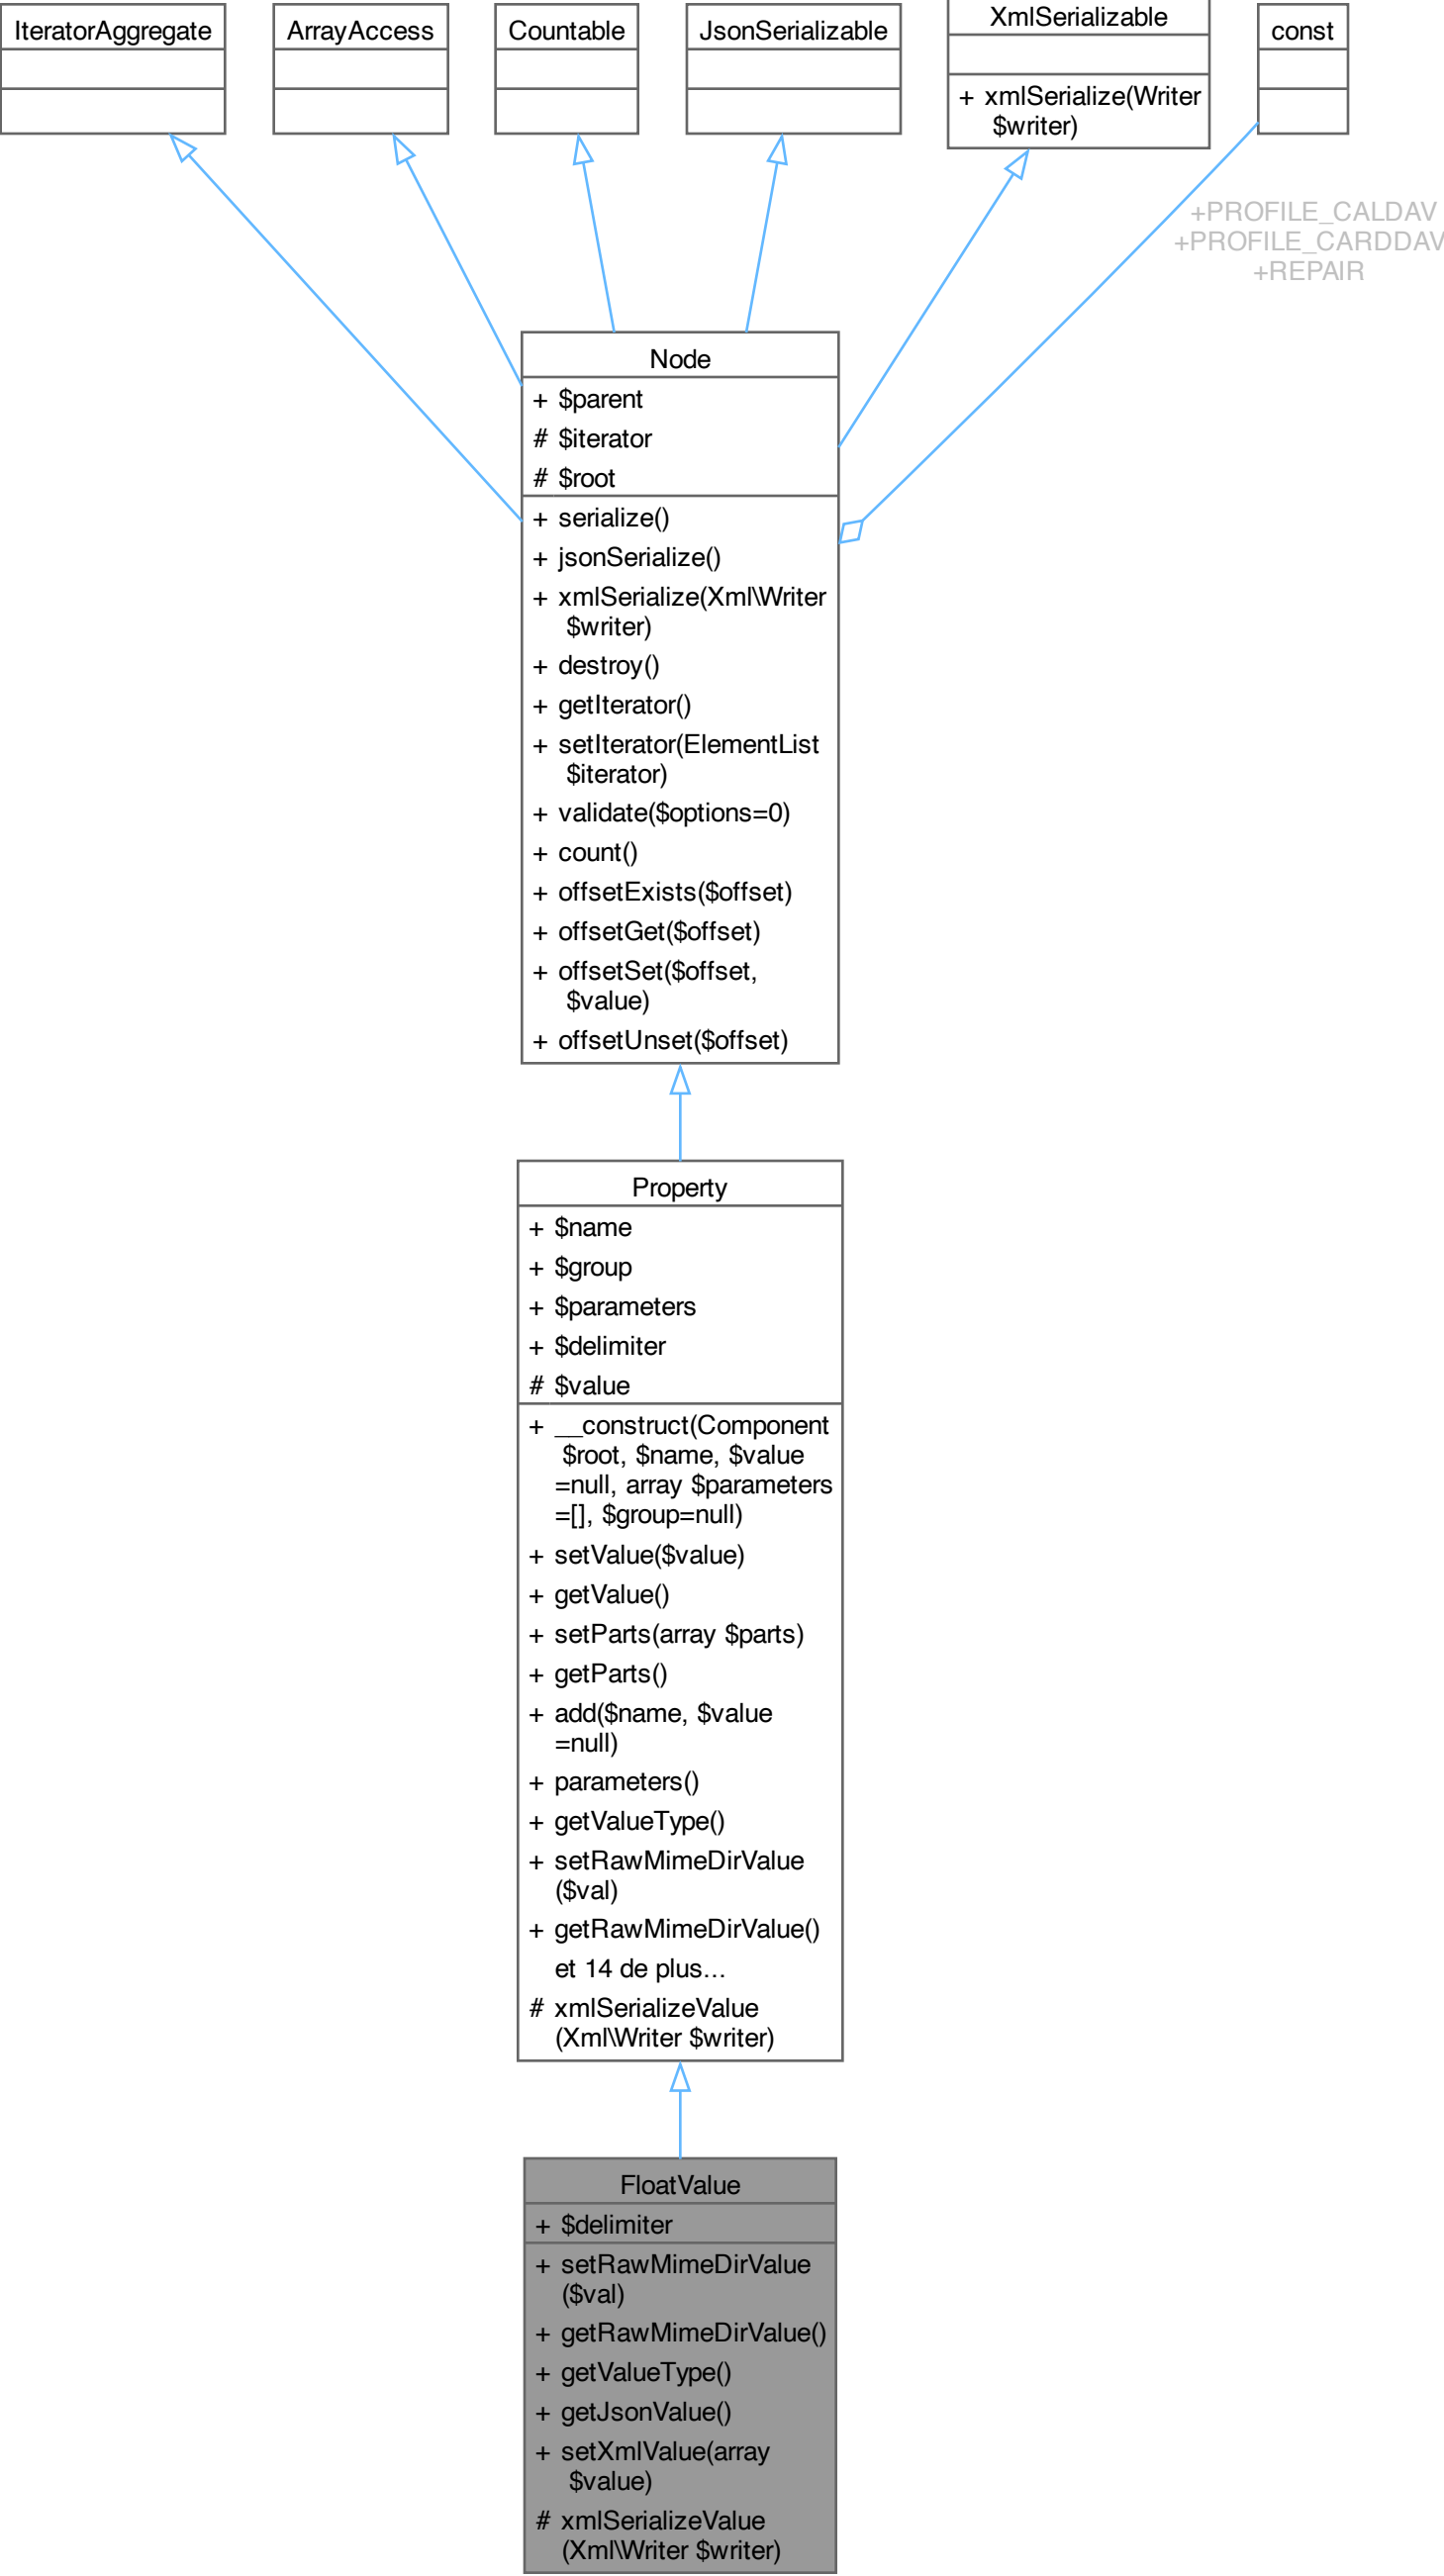 IteratorAggregate
ArrayAccess
Countable
JsonSerializable
XmlSerializable
+ xmlSerialize(Writer
$writer)
const
+PROFILE_CALDAV
+PROFILE_CARDDAV
+REPAIR
Node
+ $parent
# $iterator
# $root
+ serialize()
+ jsonSerialize()
+ xmlSerialize(Xml\Writer
$writer)
+ destroy()
+ getIterator()
+ setIterator(ElementList
$iterator)
+ validate($options=0)
+ count()
+ offsetExists($offset)
+ offsetGet($offset)
+ offsetSet($offset,
$value)
+ offsetUnset($offset)
Property
+ $name
+ $group
+ $parameters
+ $delimiter
# $value
+ __construct(Component
$root, $name, $value
=null, array $parameters
=[], $group=null)
+ setValue($value)
+ getValue()
+ setParts(array $parts)
+ getParts()
+ add($name, $value
=null)
+ parameters()
+ getValueType()
+ setRawMimeDirValue
($val)
+ getRawMimeDirValue()
et 14 de plus...
# xmlSerializeValue
(Xml\Writer $writer)
FloatValue
+ $delimiter
+ setRawMimeDirValue
($val)
+ getRawMimeDirValue()
+ getValueType()
+ getJsonValue()
+ setXmlValue(array
$value)
# xmlSerializeValue
(Xml\Writer $writer)